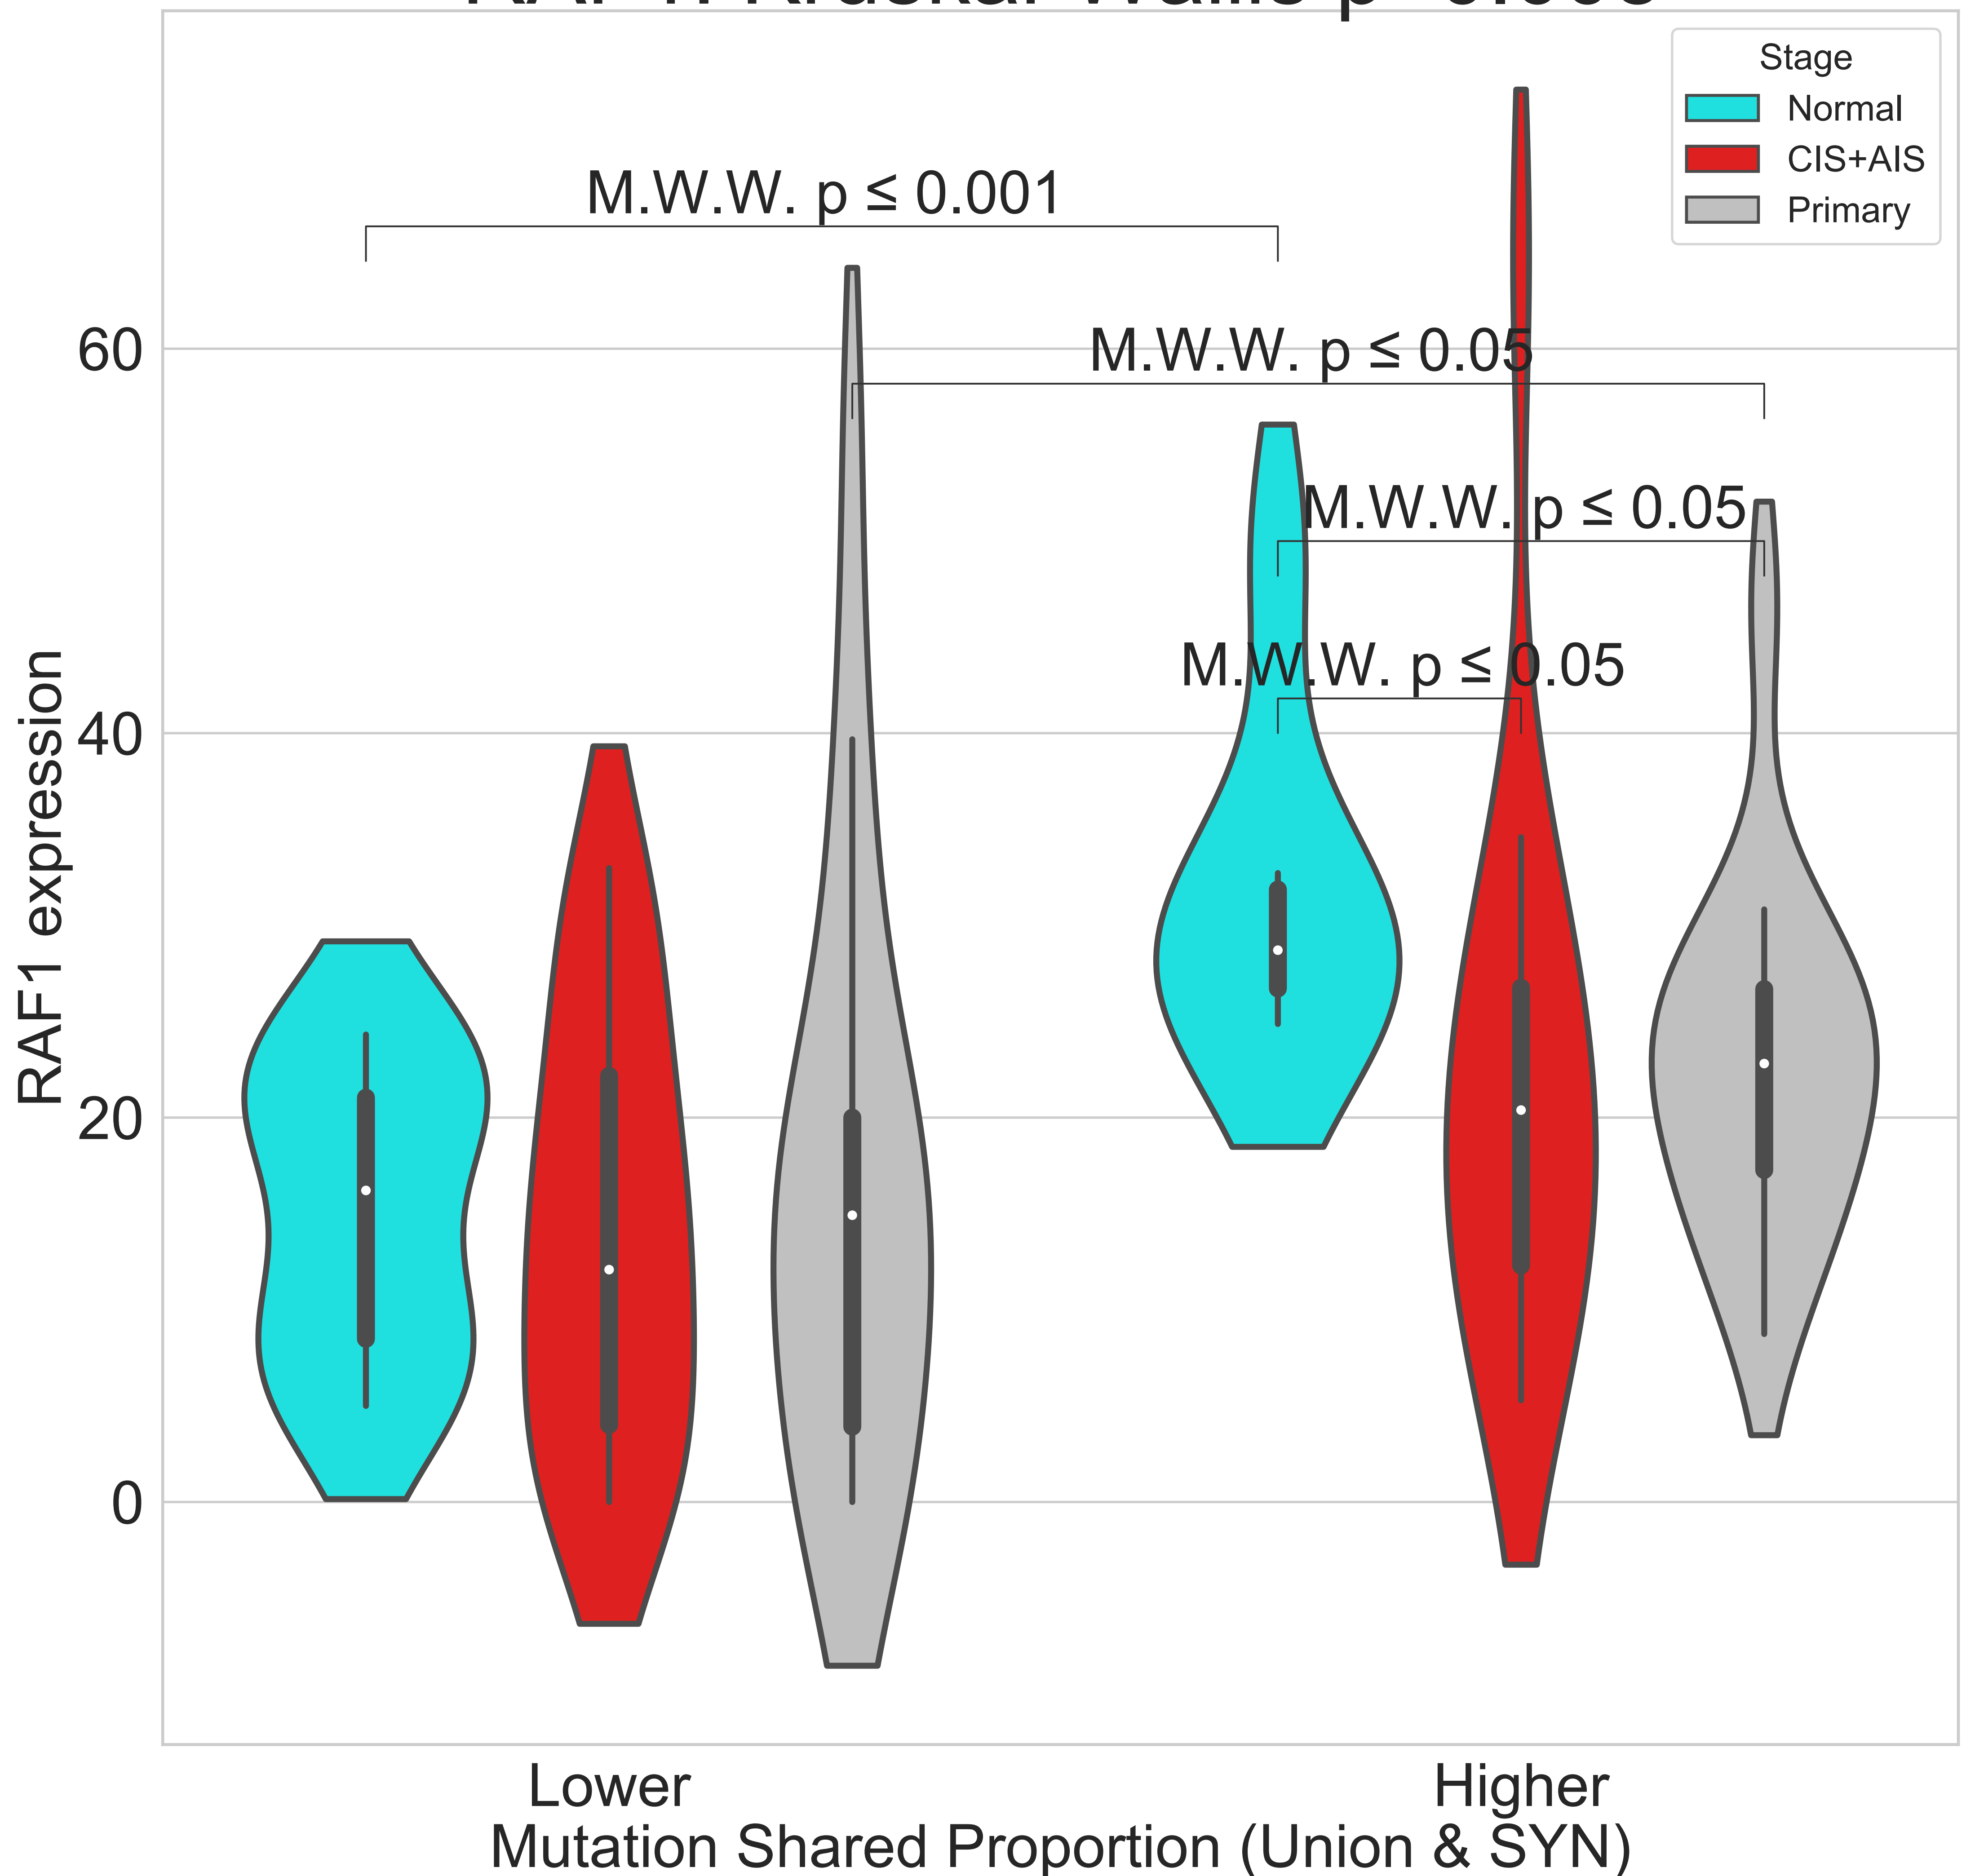 Stage
Normal
CIS+AIS
Primary
M.W.W. p ≤ 0.001
M.W.W. p ≤ 0.05
M.W.W. p ≤ 0.05
M.W.W. p ≤ 0.05
60
40
20
0
RAF1 expression
Lower
Higher
Mutation Shared Proportion (Union & SYN)